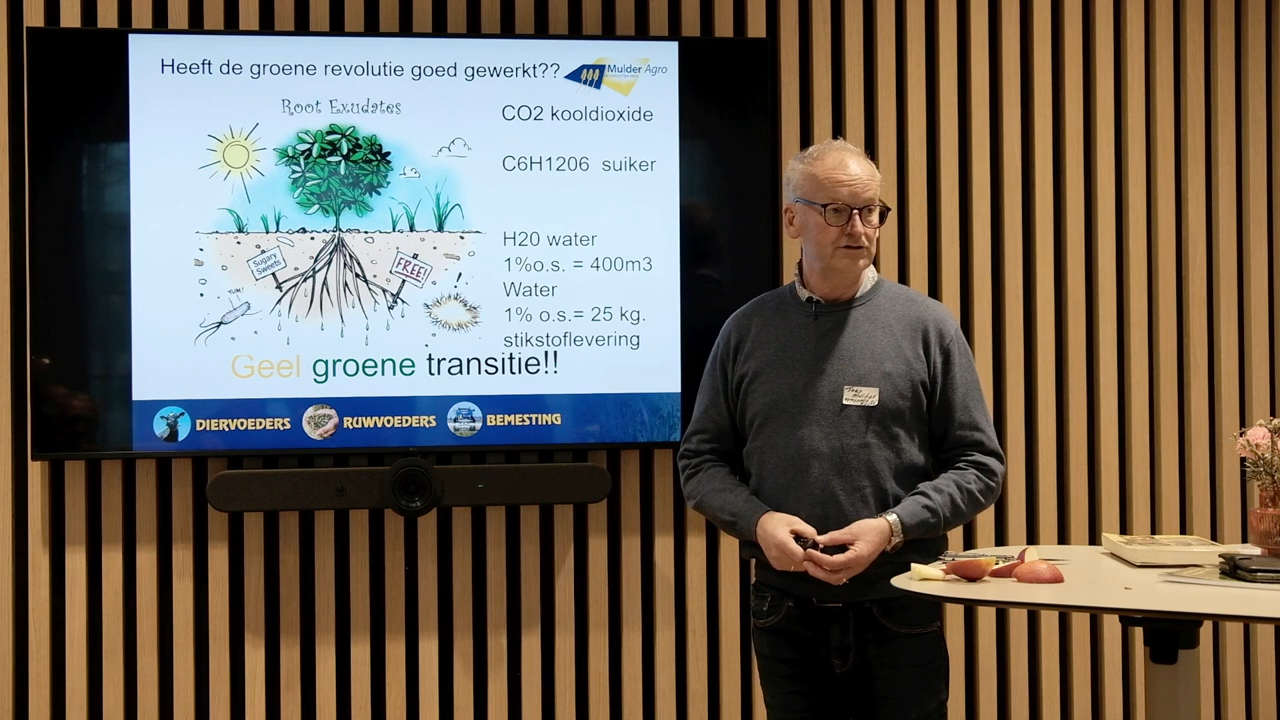 Heeft de groene revolutie goed gewerkt??
Mulder Agro
Root Exudates
CO2 kooldioxide
C6H1206 suiker
Sugary
Sweets
FREE!
YUM!
H20 water
1%o.s. = 400m3
Water
1% o.s.= 25 kg.
stikstoflevering
Geel groene transitie!!
DIERVOEDERS
RUWVOEDERS
BEMESTING